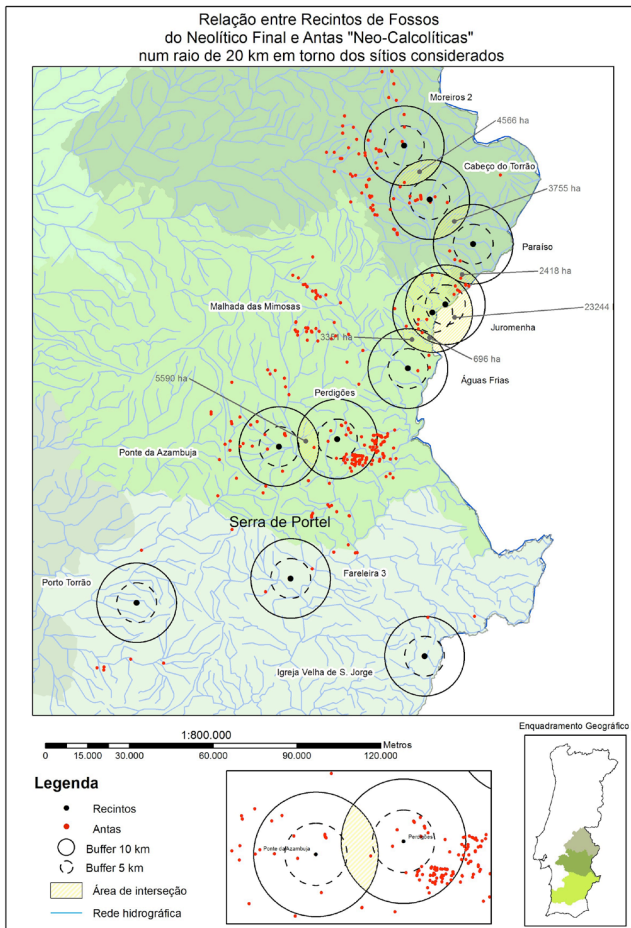 Relação entre Recintos de Fossos
do Neolítico Final e Antas "Neo-Calcolíticas"
num raio de 20 km em torno dos sítios considerados
Moreiros 2
4566 ha
Cabeço do Torrão
3755 ha
Paraíso
2418 ha
Malhada das Mimosas
23244
Juromenha
696 ha
Águas Frias
5590 ha
Perdigões
Ponte da Azambuja
Serra de Portel
Fareleira 3
Porto Torrão
Igreja Velha de S. Jorge
1:800.000
Metros
0 15.000 30.000 60.000 90.000 120.000
Enquadramento Geográfico
Legenda
Recintos
Antas
Buffer 10 km
Buffer 5 km
Área de interseção
Rede hidrográfica
Ponte da Azambuja
Perdigões